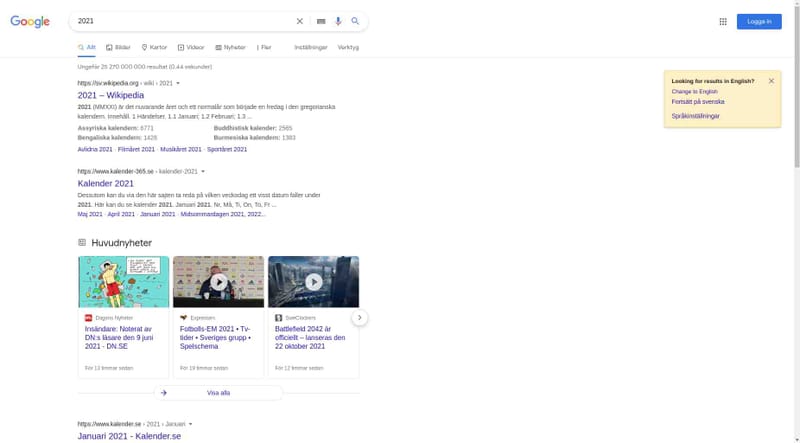 Google
2021
Logga in
Allt
Bilder
Kartor
Videor
Nyheter
Fler
Inställningar
Verktyg
Ungefär 25 270 000 000 resultat (0,44 sekunder)
Looking for results in English?
Change to English
Fortsätt på svenska
Språkinställningar
https://sv.wikipedia.org › wiki › 2021
2021 – Wikipedia
2021 (MMXXI) är det nuvarande året och ett normalår som började en fredag i den gregorianska
kalendern. Innehåll. 1 Händelser. 1.1 Januari; 1.2 Februari; 1.3 ...
Assyriska kalendern: 6771
Buddhistisk kalender: 2565
Bengaliska kalendern: 1428
Burmesiska kalendern: 1383
Avlidna 2021 · Filmåret 2021 · Musikåret 2021 · Sportåret 2021
https://www.kalender-365.se › kalender-2021
Kalender 2021
Dessutom kan du via den här sajten ta reda på vilken veckodag ett visst datum faller under
2021. Här kan du se kalender 2021. Januari 2021. Nr, Må, Ti, On, To, Fr ...
Maj 2021 · April 2021 · Januari 2021 · Midsommardagen 2021, 2022...
Huvudnyheter
Dagens Nyheter
Insändare: Noterat av
DN:s läsare den 9 juni
2021 - DN.SE
För 13 timmar sedan
Expressen
Fotbolls-EM 2021 • Tv-
tider • Sveriges grupp •
Spelschema
För 19 timmar sedan
SweClockers
Battlefield 2042 är
officiellt – lanseras den
22 oktober 2021
För 12 timmar sedan
Visa alla
https://www.kalender.se › 2021 › Januari
Januari 2021 - Kalender.se